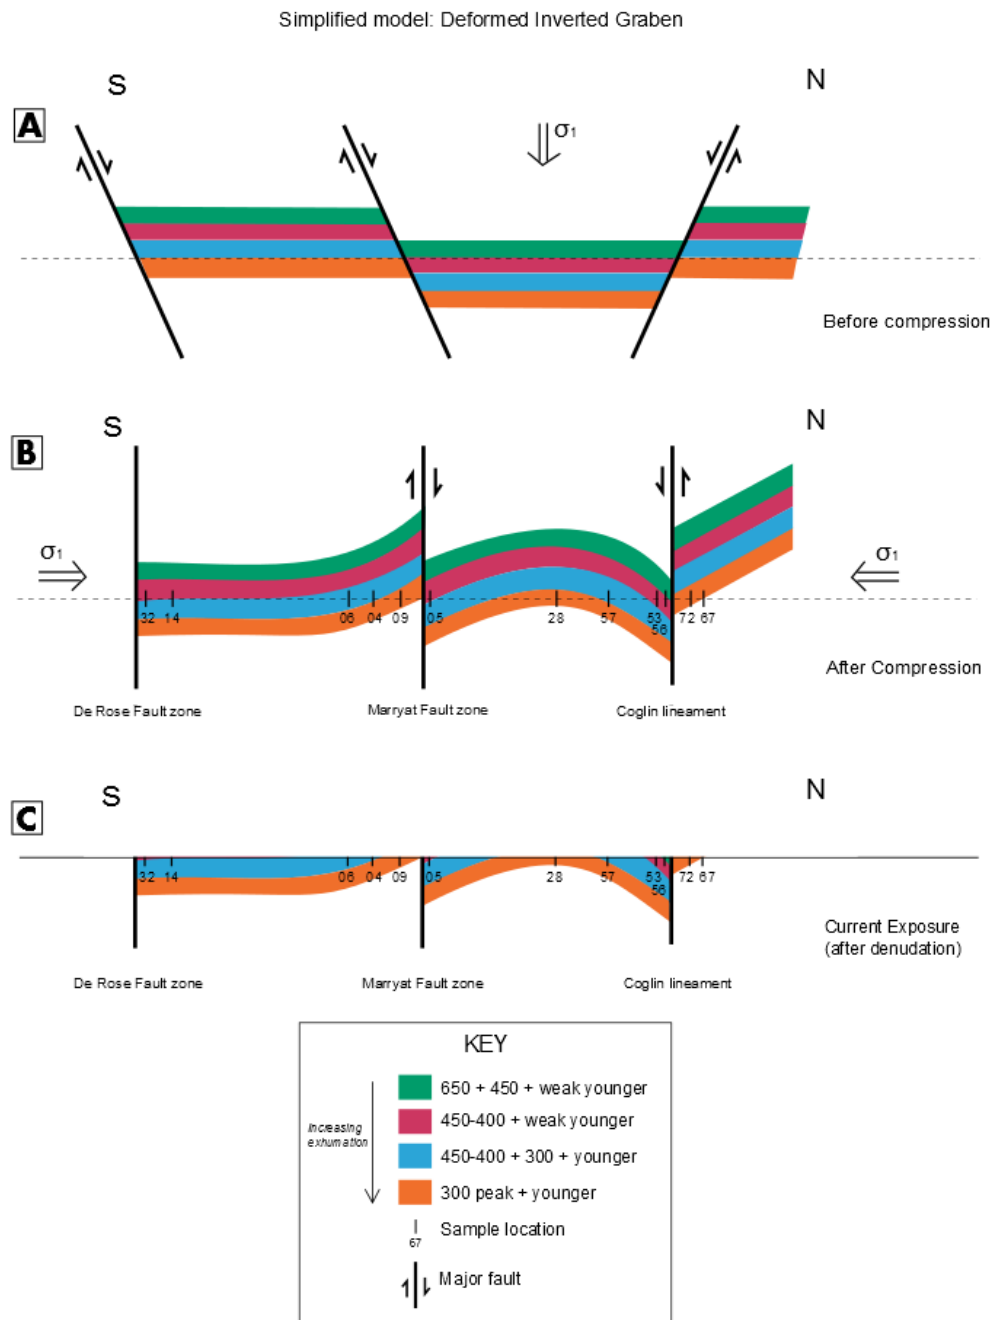 Simplified model: Deformed Inverted Graben
S
N
A
σ1
Before compression
S
N
B
σ1
σ1
32 14 06 04 09 05 28 57 53 56 72 67
After Compression
De Rose Fault zone
Marryat Fault zone
Coglin lineament
S
N
C
32 14 06 04 09 05 28 57 53 56 72 67
Current Exposure
(after denudation)
De Rose Fault zone
Marryat Fault zone
Coglin lineament
KEY
Increasing
exhumation
650 + 450 + weak younger
450-400 + weak younger
450-400 + 300 + younger
300 peak + younger
67
Sample location
Major fault